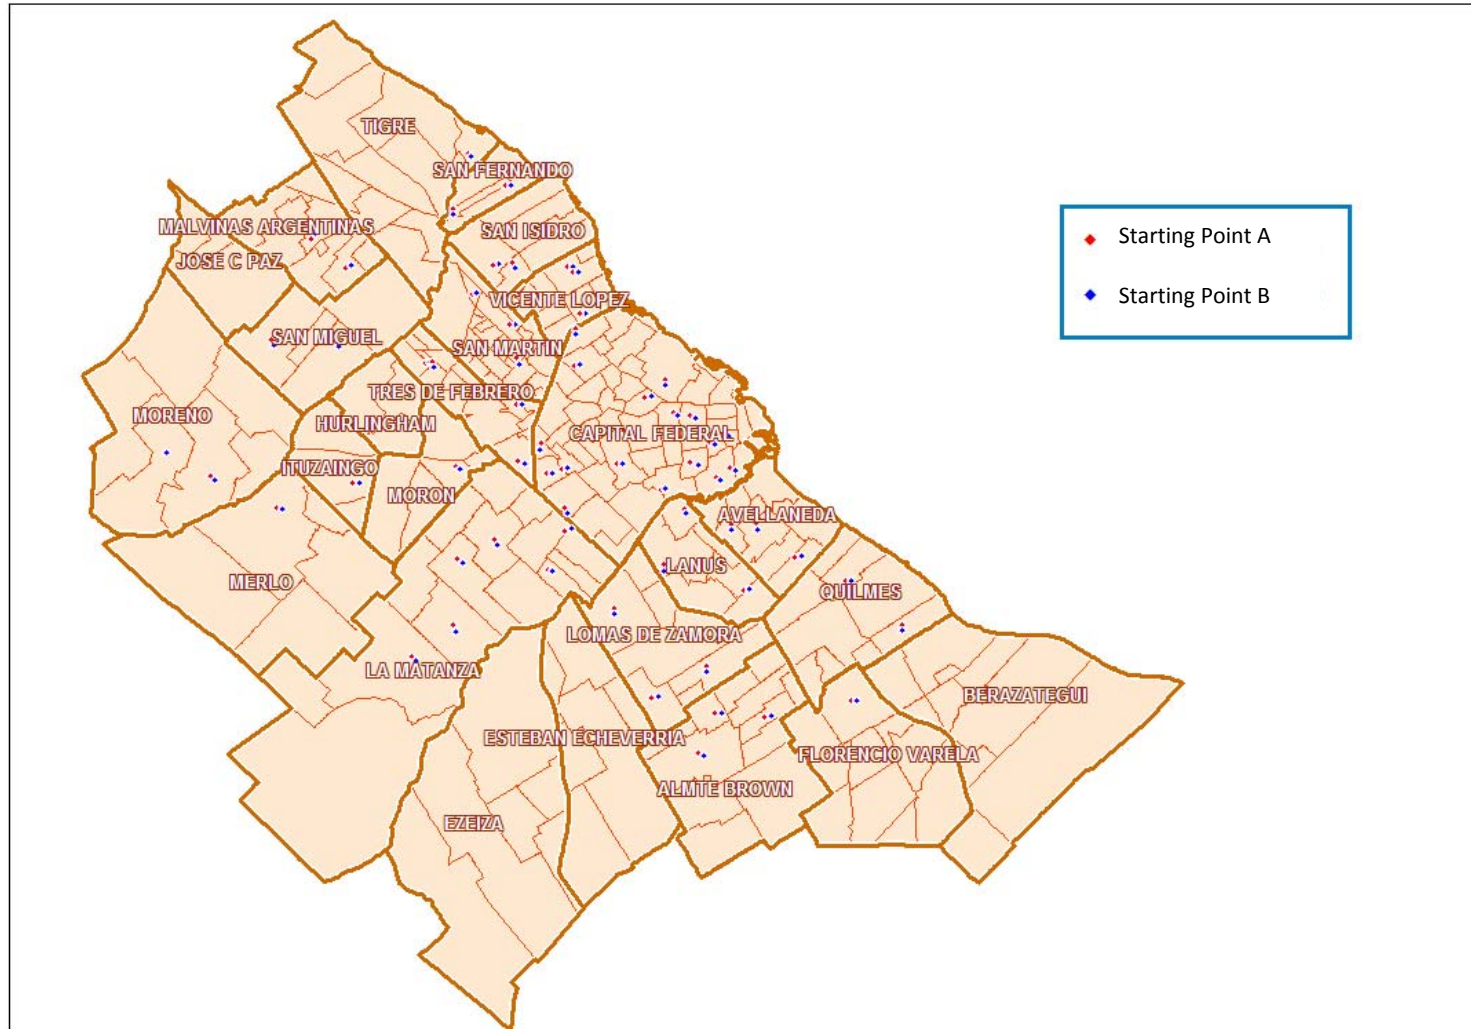 TIGRE
SAN FERNANDO
MALVINAS ARGENTINAS
SAN ISIDRO
JOSE C PAZ
VICENTE LOPEZ
SAN MIGUEL
SAN MARTIN
TRES DE FEBRERO
MORENO
HURLINGHAM
CAPITAL FEDERAL
ITUZAINGO
MORON
AVELLANEDA
LANUS
MERLO
QUILMES
LOMAS DE ZAMORA
LA MATANZA
BERAZATEGUI
ESTEBAN ECHEVERRIA
FLORENCIO VARELA
ALMTE BROWN
EZEIZA
Starting Point A
Starting Point B